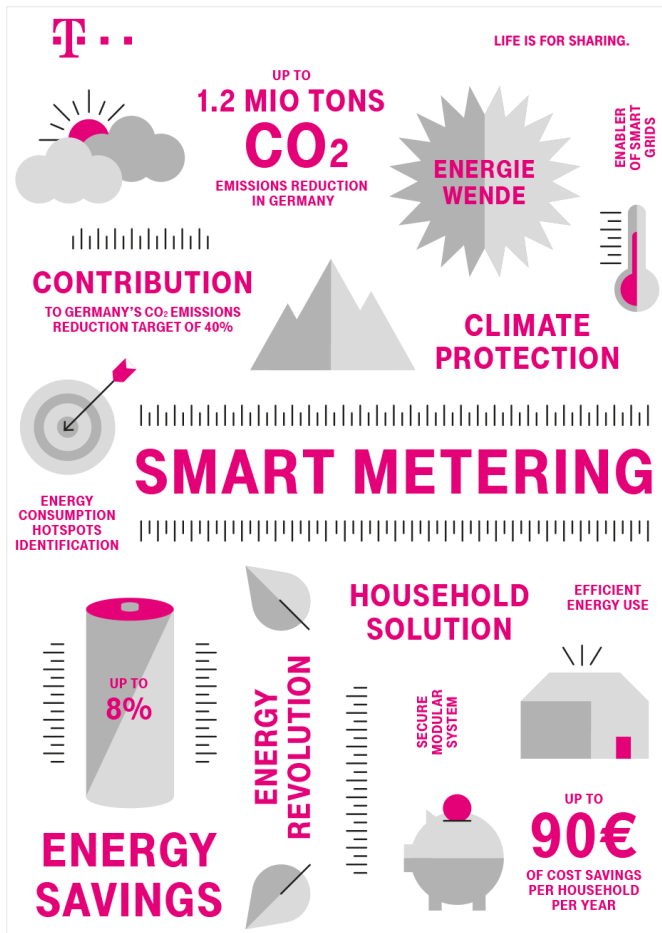 T
LIFE IS FOR SHARING.
UP TO
1.2 MIO TONS
CO₂
EMISSIONS REDUCTION
IN GERMANY
ENERGIE
WENDE
ENABLER
OF SMART
GRIDS
CONTRIBUTION
TO GERMANY'S CO₂ EMISSIONS
REDUCTION TARGET OF 40%
CLIMATE
PROTECTION
SMART METERING
ENERGY
CONSUMPTION
HOTSPOTS
IDENTIFICATION
HOUSEHOLD
SOLUTION
EFFICIENT
ENERGY USE
UP TO
8%
ENERGY
REVOLUTION
SECURE
MODULAR
SYSTEM
ENERGY
SAVINGS
UP TO
90€
OF COST SAVINGS
PER HOUSEHOLD
PER YEAR